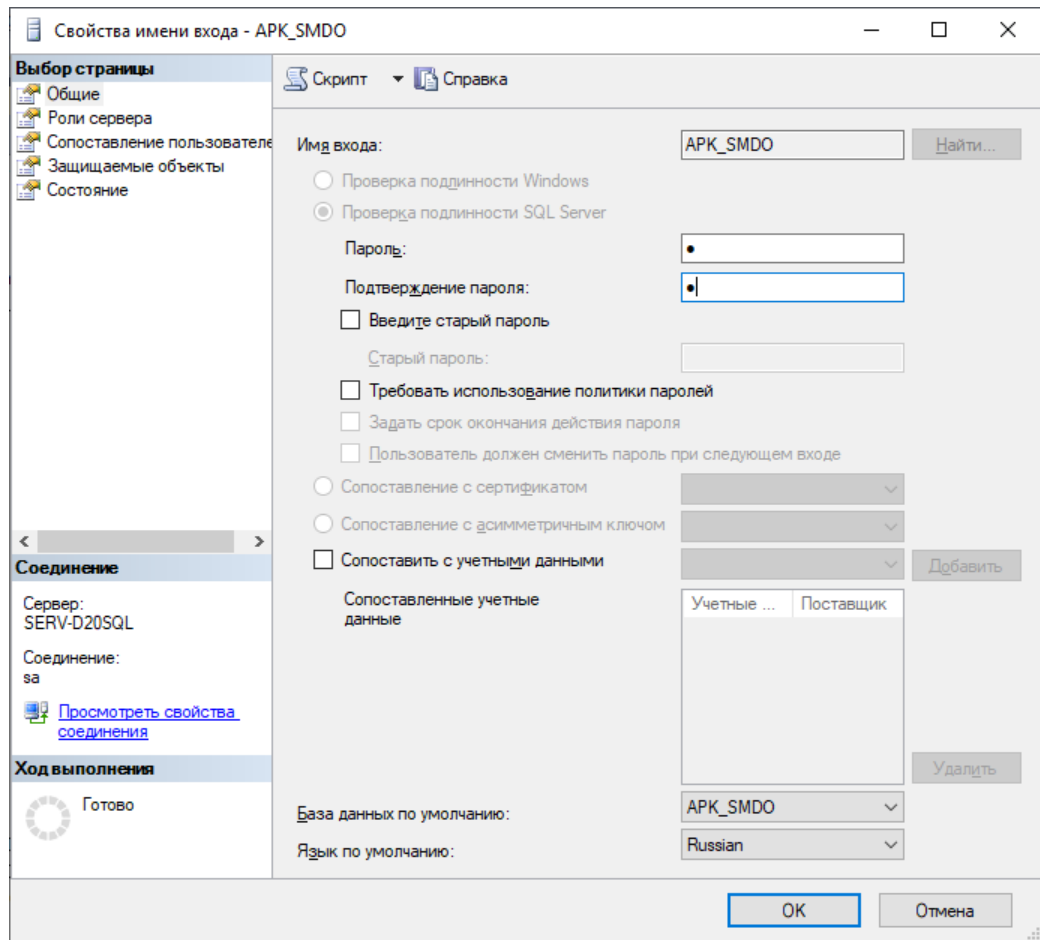 Свойства имени входа - APK_SMDO
Выбор страницы
Общие
Роли сервера
Сопоставление пользователе
Защищаемые объекты
Состояние
Скрипт
Справка
Имя входа:
APK_SMDO
Найти...
Проверка подлинности Windows
Проверка подлинности SQL Server
Пароль:
Подтверждение пароля:
Введите старый пароль
Старый пароль:
Требовать использование политики паролей
Задать срок окончания действия пароля
Пользователь должен сменить пароль при следующем входе
Сопоставление с сертификатом
Сопоставление с асимметричным ключом
Сопоставить с учетными данными
Добавить
Сопоставленные учетные
данные
Учетные ...
Поставщик
Удалить
База данных по умолчанию:
APK_SMDO
Язык по умолчанию:
Russian
Соединение
Сервер:
SERV-D20SQL
Соединение:
sa
Просмотреть свойства
соединения
Ход выполнения
Готово
OK
Отмена